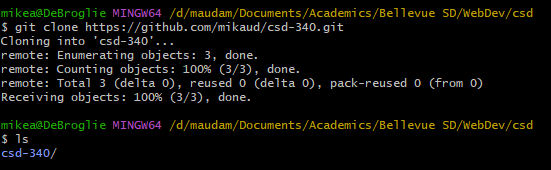 mikea@DeBroglie MINGW64 /d/maudam/Documents/Academics/Bellevue SD/WebDev/csd
$ git clone https://github.com/mikaud/csd-340.git
Cloning into 'csd-340'...
remote: Enumerating objects: 3, done.
remote: Counting objects: 100% (3/3), done.
remote: Total 3 (delta 0), reused 0 (delta 0), pack-reused 0 (from 0)
Receiving objects: 100% (3/3), done.
mikea@DeBroglie MINGW64 /d/maudam/Documents/Academics/Bellevue SD/WebDev/csd
$ ls
csd-340/